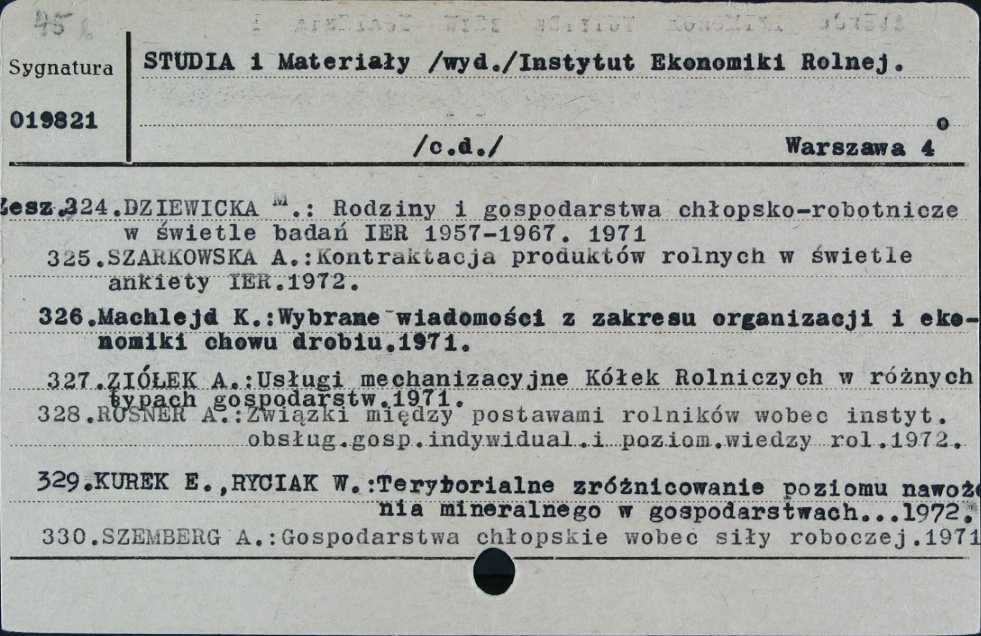 45
Sygnatura
STUDIA i Materiały /wyd./Instytut Ekonomiki Rolnej.
019821
/c.d./ Warszawa 4°
Zesz.324.DZIEWICKA M.: Rodziny i gospodarstwa chłopsko-robotnicze
w świetle badań IER 1957-1967. 1971
325.SZARKOWSKA A.:Kontraktacja produktów rolnych w świetle
ankiety IER.1972.
326.Machlejd K.:Wybrane wiadomości z zakresu organizacji i eko-
nomiki chowu drobiu.1971.
327.ZIÓŁEK A.:Usługi mechanizacyjne Kółek Rolniczych w różnych
typach gospodarstw.1971.
328.ROSNER A.:Związki między postawami rolników wobec instyt.
obsług.gosp.indywidual.i poziom.wiedzy rol.1972.
329.KUREK E.,RYCIAK W.:Terytorialne zróżnicowanie poziomu nawoże
nia mineralnego w gospodarstwach...1972.
330.SZEMBERG A.:Gospodarstwa chłopskie wobec siły roboczej.1971